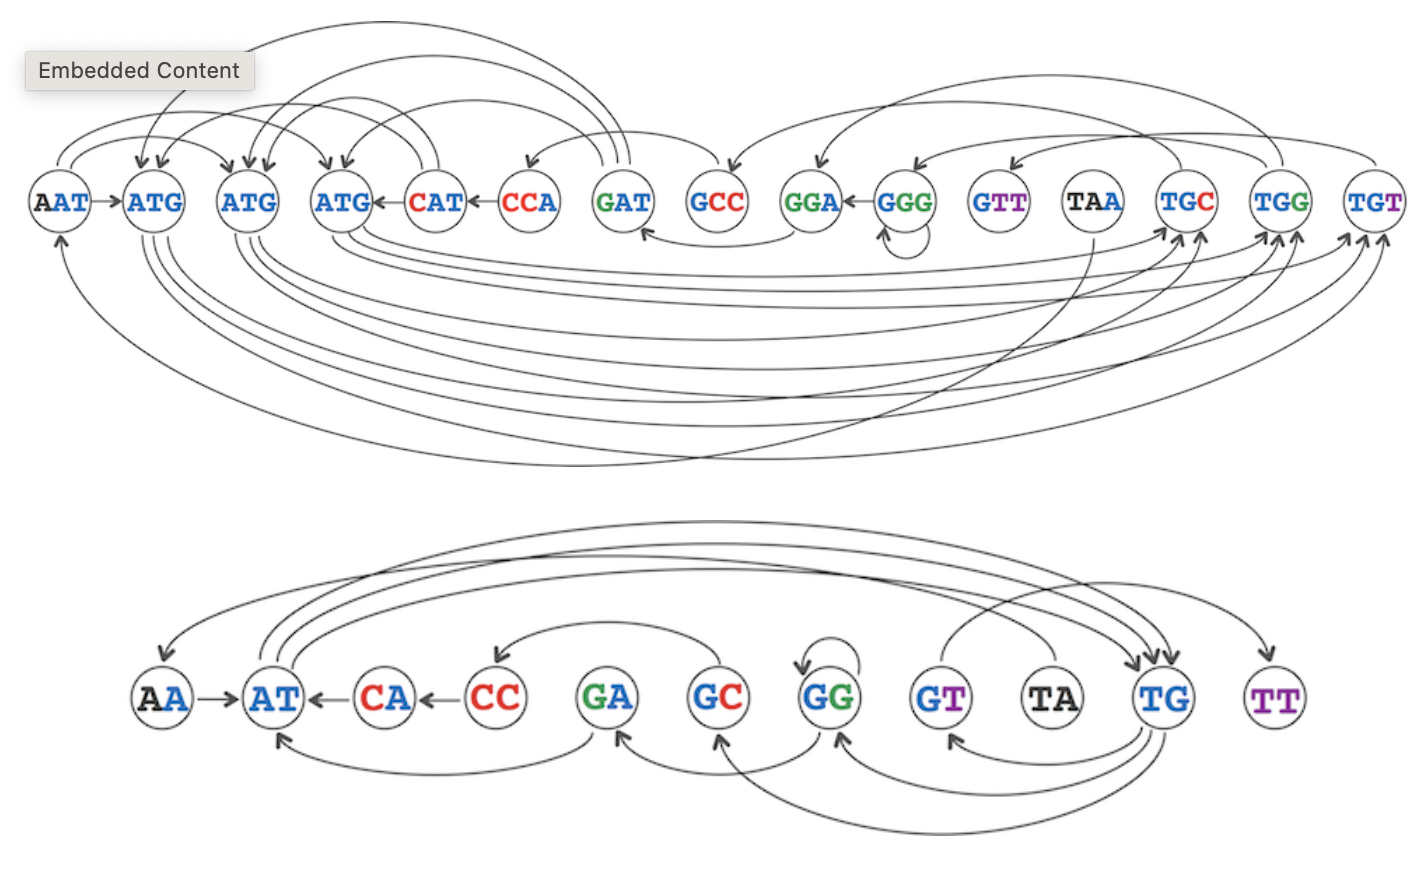 Embedded Content
AAT ATG ATG ATG CAT CCA GAT GCC GGA GGG GTT TAA TGC TGG TGT
AA AT CA CC GA GC GG GT TA TG TT